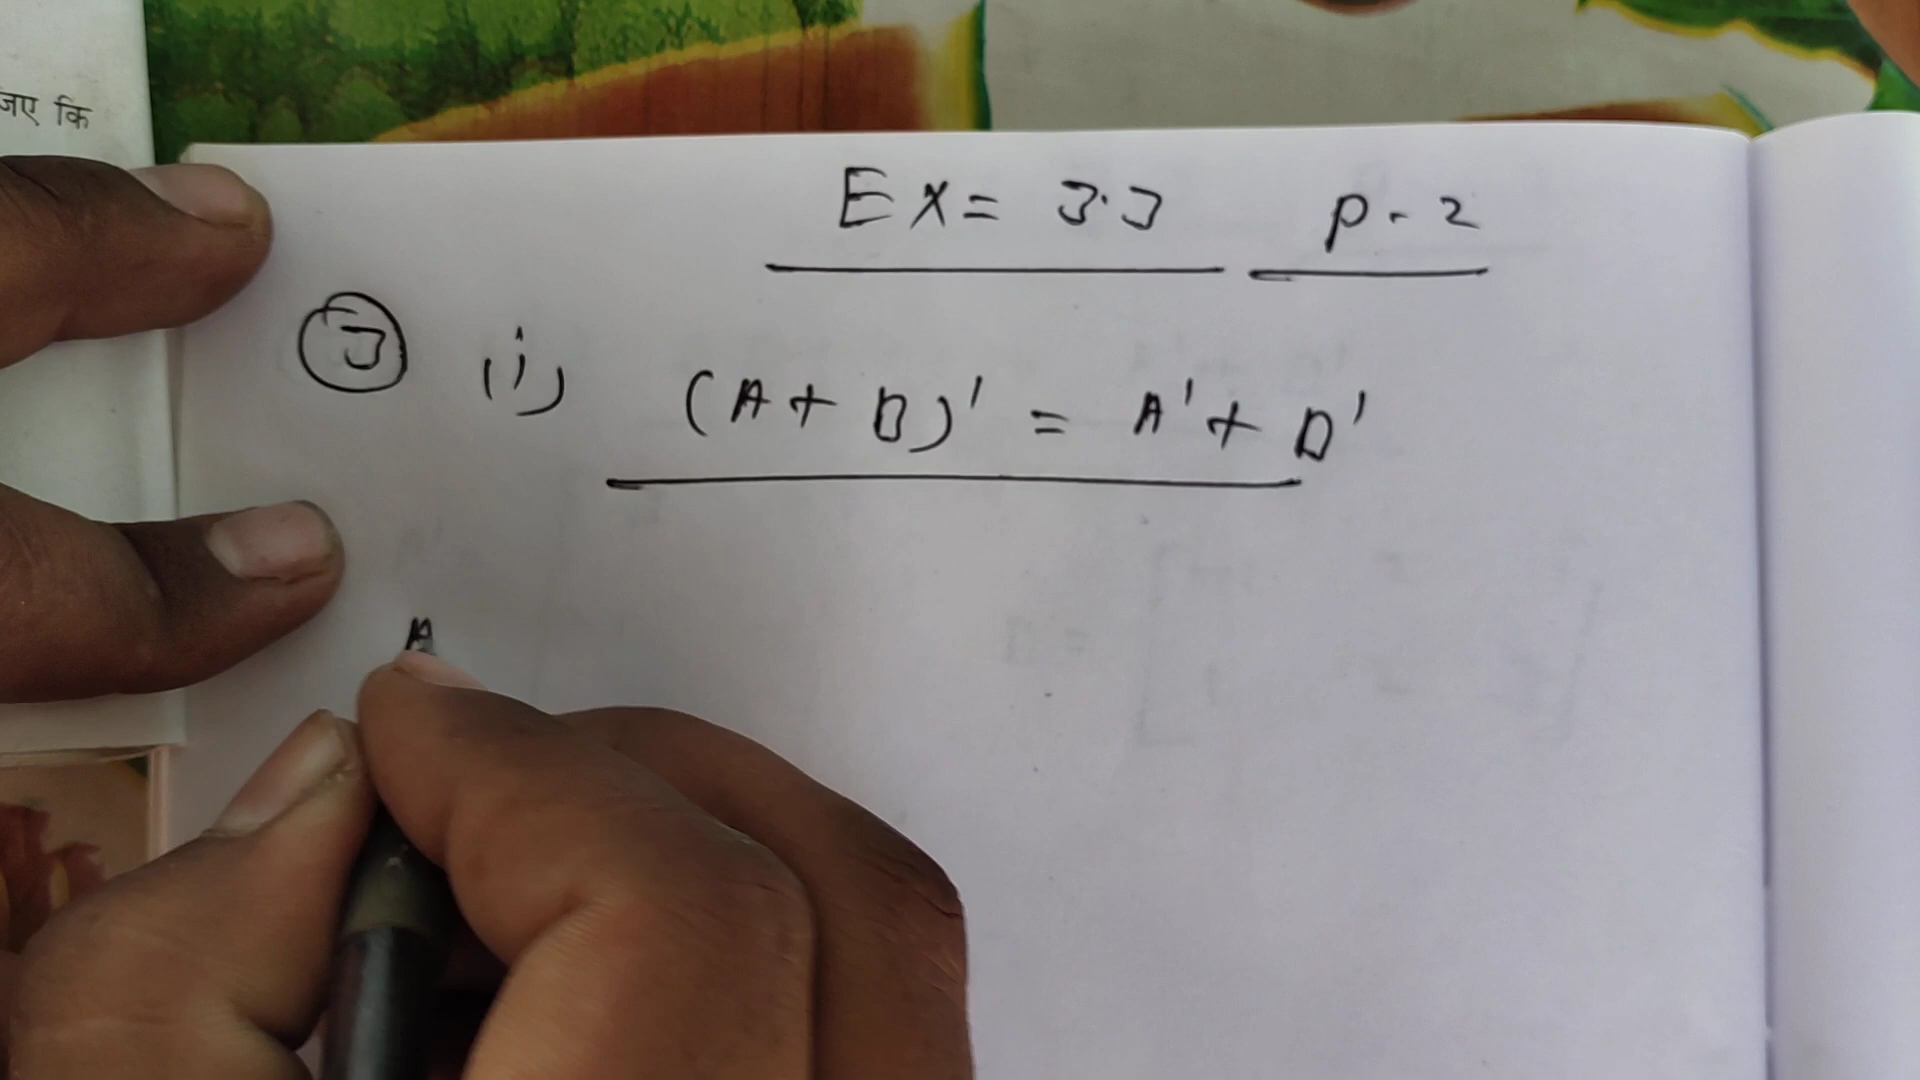 जिए कि
Ex = 3.3 P-2
3 (i) (A + B)' = A' + B'
A